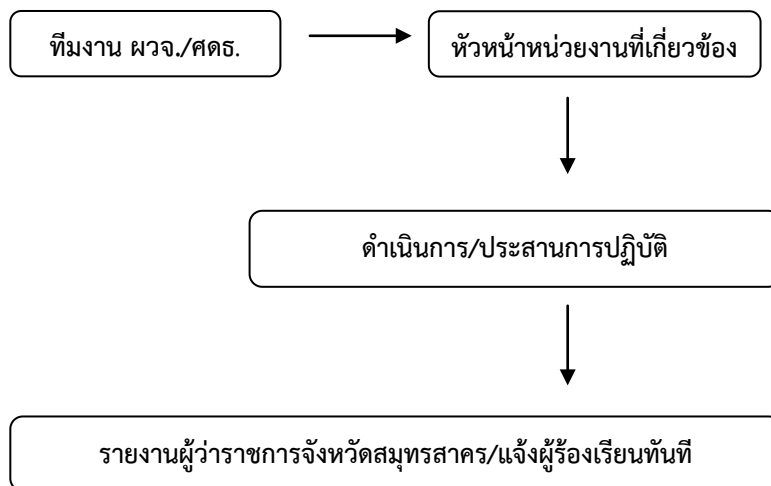 ทีมงาน ผวจ./ศดธ.
หัวหน้าหน่วยงานที่เกี่ยวข้อง
ดำเนินการ/ประสานการปฏิบัติ
รายงานผู้ว่าราชการจังหวัดสมุทรสาคร/แจ้งผู้ร้องเรียนทันที